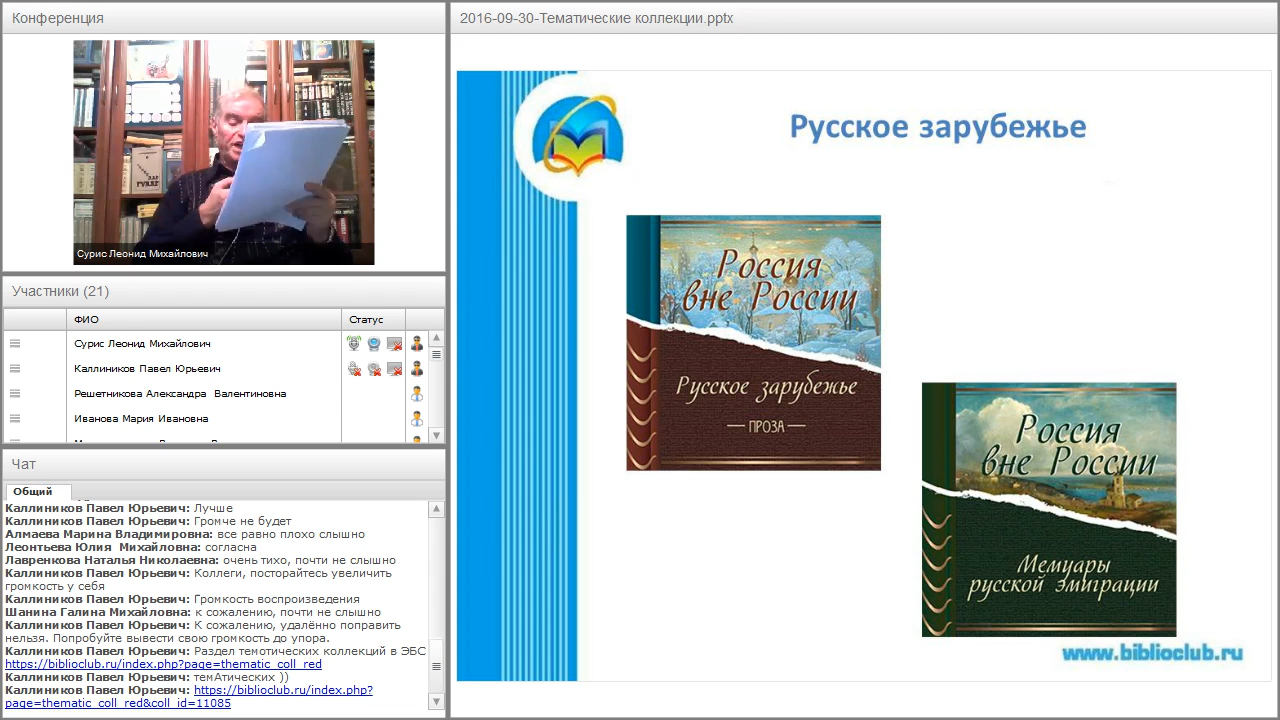 Конференция
Сурис Леонид Михайлович
Участники (21)
ФИО Статус
Сурис Леонид Михайлович
Каллиников Павел Юрьевич
Решетникова Александра Валентиновна
Иванова Мария Ивановна
Чат
Общий
Каллиников Павел Юрьевич: Лучше
Каллиников Павел Юрьевич: Громче не будет
Алмаева Марина Владимировна: все равно плохо слышно
Леонтьева Юлия Михайловна: согласна
Лавренкова Наталья Николаевна: очень тихо, почти не слышно
Каллиников Павел Юрьевич: Коллеги, посторайтесь увеличить
громкость у себя
Каллиников Павел Юрьевич: Громкость воспроизведения
Шанина Галина Михайловна: к сожалению, почти не слышно
Каллиников Павел Юрьевич: К сожалению, удалённо поправить
нельзя. Попробуйте вывести свою громкость до упора.
Каллиников Павел Юрьевич: Раздел темотических коллекций в ЭБС
https://biblioclub.ru/index.php?page=thematic_coll_red
Каллиников Павел Юрьевич: темАтических ))
Каллиников Павел Юрьевич: https://biblioclub.ru/index.php?
page=thematic_coll_red&coll_id=11085
2016-09-30-Тематические коллекции.pptx
Русское зарубежье
Россия
вне России
Русское зарубежье
ПРОЗА
Россия
вне России
Мемуары
русской эмиграции
www.biblioclub.ru